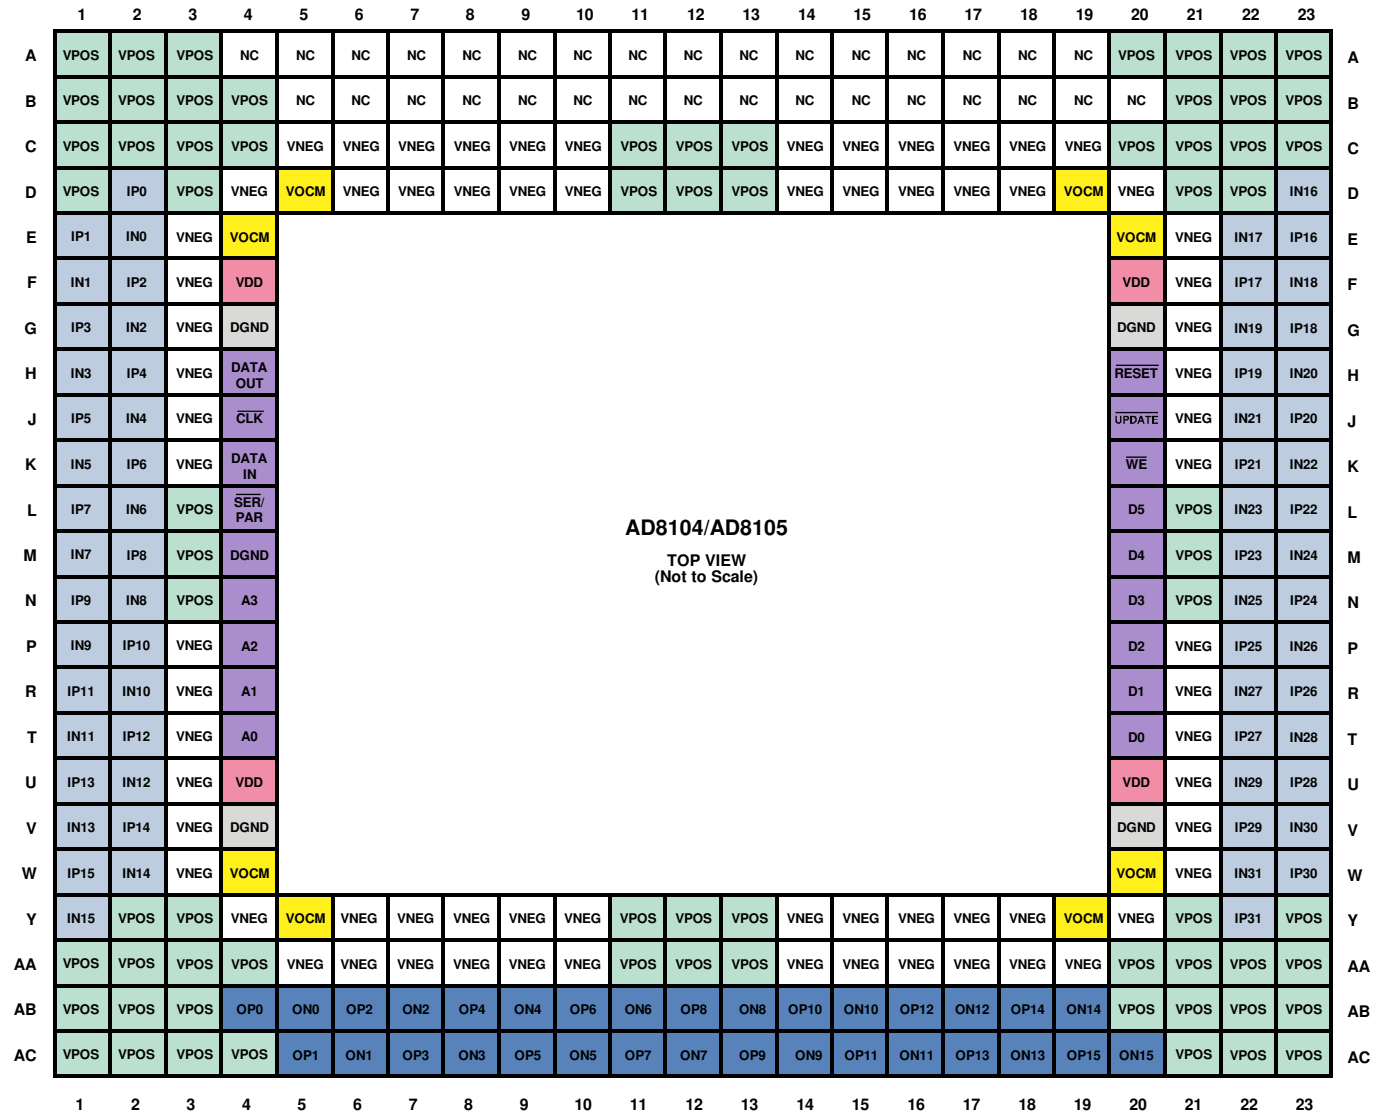 1 2 3 4 5 6 7 8 9 10 11 12 13 14 15 16 17 18 19 20 21 22 23
A VPOS VPOS VPOS NC NC NC NC NC NC NC NC NC NC NC NC NC NC NC NC VPOS VPOS VPOS VPOS A
B VPOS VPOS VPOS VPOS NC NC NC NC NC NC NC NC NC NC NC NC NC NC NC NC VPOS VPOS VPOS B
C VPOS VPOS VPOS VPOS VNEG VNEG VNEG VNEG VNEG VNEG VPOS VPOS VPOS VNEG VNEG VNEG VNEG VNEG VNEG VPOS VPOS VPOS VPOS C
D VPOS IP0 VPOS VNEG VOCM VNEG VNEG VNEG VNEG VNEG VPOS VPOS VPOS VNEG VNEG VNEG VNEG VNEG VOCM VNEG VPOS VPOS IN16 D
E IP1 IN0 VNEG VOCM VOCM VNEG IN17 IP16 E
F IN1 IP2 VNEG VDD VDD VNEG IP17 IN18 F
G IP3 IN2 VNEG DGND DGND VNEG IN19 IP18 G
H IN3 IP4 VNEG DATA OUT RESET VNEG IP19 IN20 H
J IP5 IN4 VNEG CLK UPDATE VNEG IN21 IP20 J
K IN5 IP6 VNEG DATA IN WE VNEG IP21 IN22 K
L IP7 IN6 VPOS SER/ PAR D5 VPOS IN23 IP22 L
AD8104/AD8105
M IN7 IP8 VPOS DGND D4 VPOS IP23 IN24 M
TOP VIEW
(Not to Scale)
N IP9 IN8 VPOS A3 D3 VPOS IN25 IP24 N
P IN9 IP10 VNEG A2 D2 VNEG IP25 IN26 P
R IP11 IN10 VNEG A1 D1 VNEG IN27 IP26 R
T IN11 IP12 VNEG A0 D0 VNEG IP27 IN28 T
U IP13 IN12 VNEG VDD VDD VNEG IN29 IP28 U
V IN13 IP14 VNEG DGND DGND VNEG IP29 IN30 V
W IP15 IN14 VNEG VOCM VOCM VNEG IN31 IP30 W
Y IN15 VPOS VPOS VNEG VOCM VNEG VNEG VNEG VNEG VNEG VPOS VPOS VPOS VNEG VNEG VNEG VNEG VNEG VOCM VNEG VPOS IP31 VPOS Y
AA VPOS VPOS VPOS VPOS VNEG VNEG VNEG VNEG VNEG VNEG VPOS VPOS VPOS VNEG VNEG VNEG VNEG VNEG VNEG VPOS VPOS VPOS VPOS AA
AB VPOS VPOS VPOS OP0 ON0 OP2 ON2 OP4 ON4 OP6 ON6 OP8 ON8 OP10 ON10 OP12 ON12 OP14 ON14 VPOS VPOS VPOS VPOS AB
AC VPOS VPOS VPOS VPOS OP1 ON1 OP3 ON3 OP5 ON5 OP7 ON7 OP9 ON9 OP11 ON11 OP13 ON13 OP15 ON15 VPOS VPOS VPOS AC
1 2 3 4 5 6 7 8 9 10 11 12 13 14 15 16 17 18 19 20 21 22 23